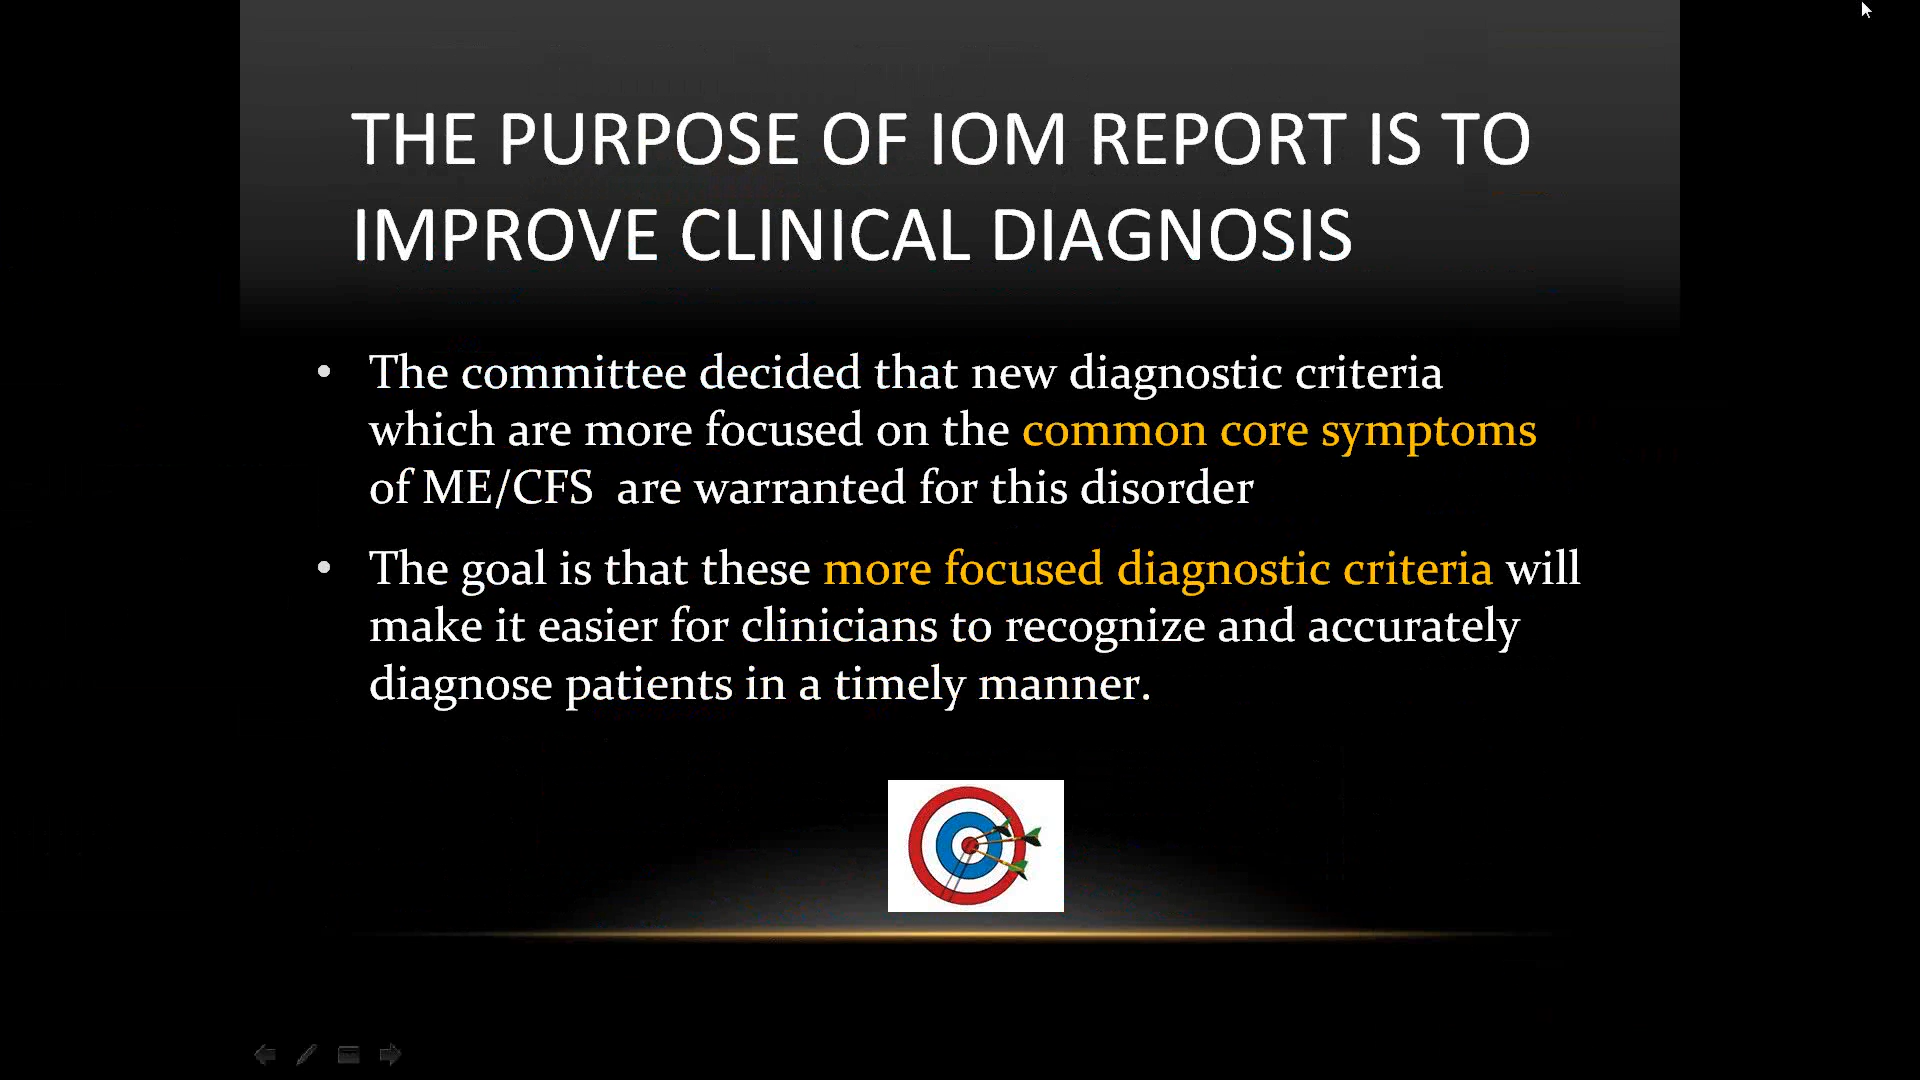 THE PURPOSE OF IOM REPORT IS TO
IMPROVE CLINICAL DIAGNOSIS
• The committee decided that new diagnostic criteria
which are more focused on the common core symptoms
of ME/CFS  are warranted for this disorder
• The goal is that these more focused diagnostic criteria will
make it easier for clinicians to recognize and accurately
diagnose patients in a timely manner.